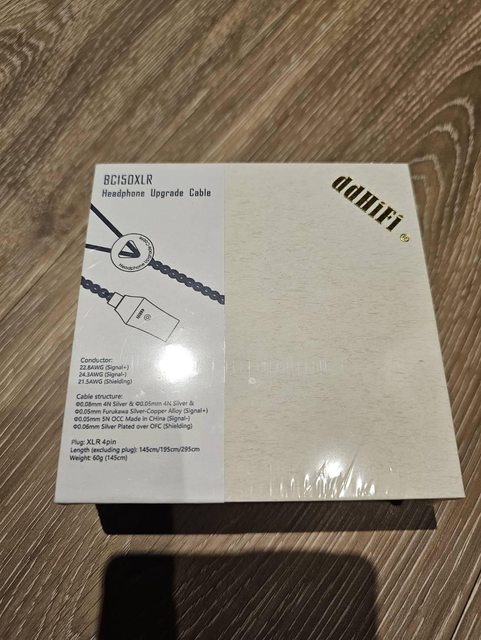 BC150XLR
Headphone Upgrade Cable
ddHiFi
Conductor:
22.8AWG (Signal+)
24.3AWG (Signal-)
21.5AWG (Shielding)
Cable structure:
Φ0.08mm 4N Silver & Φ0.05mm 4N Silver &
Φ0.05mm Furukawa Silver-Copper Alloy (Signal+)
Φ0.05mm 5N OCC Made in CHina (Signal-)
Φ0.06mm Silver Plated over OFC (Shielding)
Plug: XLR 4pin
Length (excluding plug): 145cm/195cm/295cm
Weight: 60g (145cm)